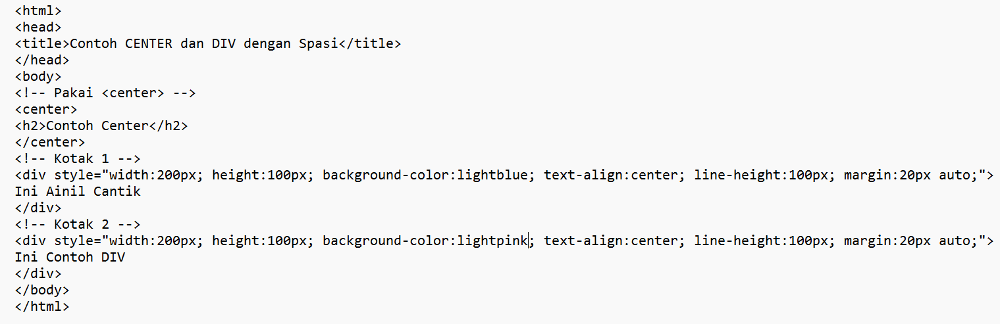 <html>
<head>
<title>Contoh CENTER dan DIV dengan Spasi</title>
</head>
<body>
<!-- Pakai <center> -->
<center>
<h2>Contoh Center</h2>
</center>
<!-- Kotak 1 -->
<div style="width:200px; height:100px; background-color:lightblue; text-align:center; line-height:100px; margin:20px auto;">
Ini Ainil Cantik
</div>
<!-- Kotak 2 -->
<div style="width:200px; height:100px; background-color:lightpink; text-align:center; line-height:100px; margin:20px auto;">
Ini Contoh DIV
</div>
</body>
</html>